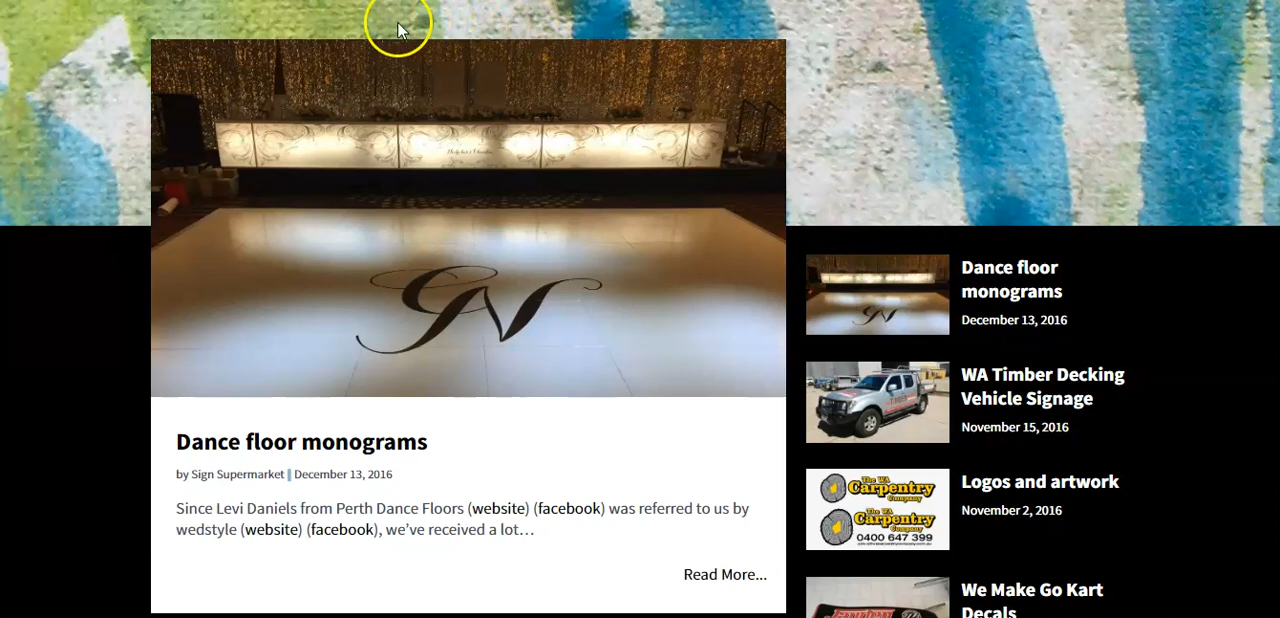 GN
Dance floor monograms
by Sign Supermarket | December 13, 2016
Since Levi Daniels from Perth Dance Floors (website) (facebook) was referred to us by
wedstyle (website) (facebook), we’ve received a lot…
Read More...
Dance floor
monograms
December 13, 2016
WA Timber Decking
Vehicle Signage
November 15, 2016
The WA
Carpentry
Company
The WA
Carpentry
Company
0400 647 399
Logos and artwork
November 2, 2016
We Make Go Kart
Decals